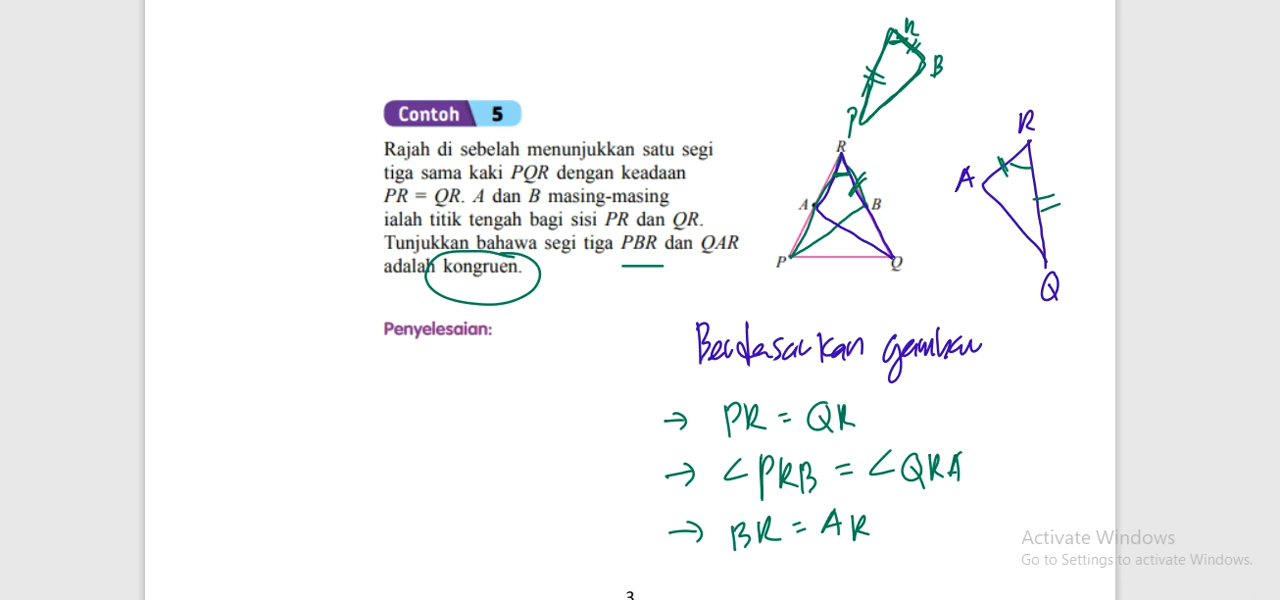 Contoh 5
Rajah di sebelah menunjukkan satu segi
tiga sama kaki PQR dengan keadaan
PR = QR. A dan B masing-masing
ialah titik tengah bagi sisi PR dan QR.
Tunjukkan bahawa segi tiga PBR dan QAR
adalah kongruen.
R
B
P
R
A
B
P
Q
R
A
Q
Penyelesaian:
Berdasarkan gambar
→ PR = QR
→ ∠PRB = ∠QRA
→ BR = AR
Activate Windows
Go to Settings to activate Windows.
3